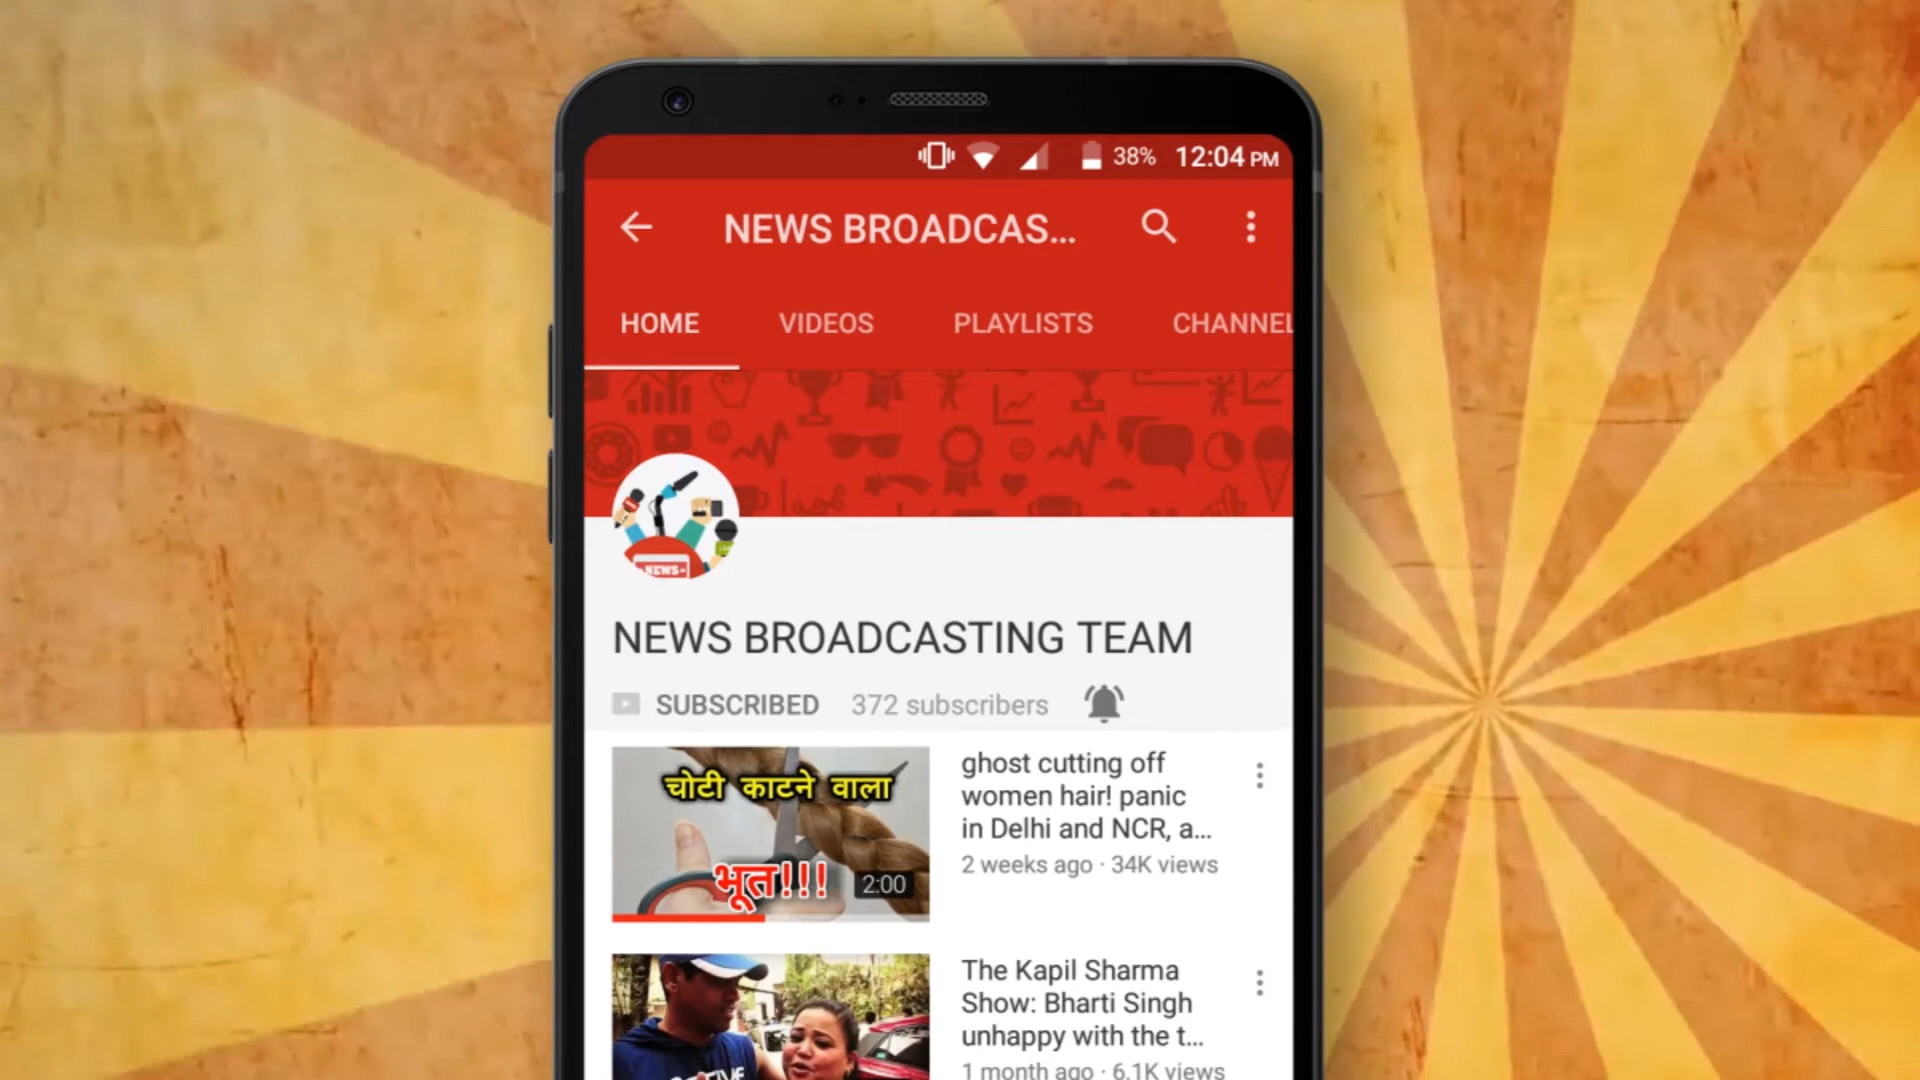 38% 12:04 PM
NEWS BROADCAS...
HOME VIDEOS PLAYLISTS CHANNEL
NEWS
NEWS BROADCASTING TEAM
SUBSCRIBED 372 subscribers
चोटी काटने वाला
भूत!!!
2:00
ghost cutting off
women hair! panic
in Delhi and NCR, a...
2 weeks ago · 34K views
The Kapil Sharma
Show: Bharti Singh
unhappy with the t...
1 month ago · 6.1K views